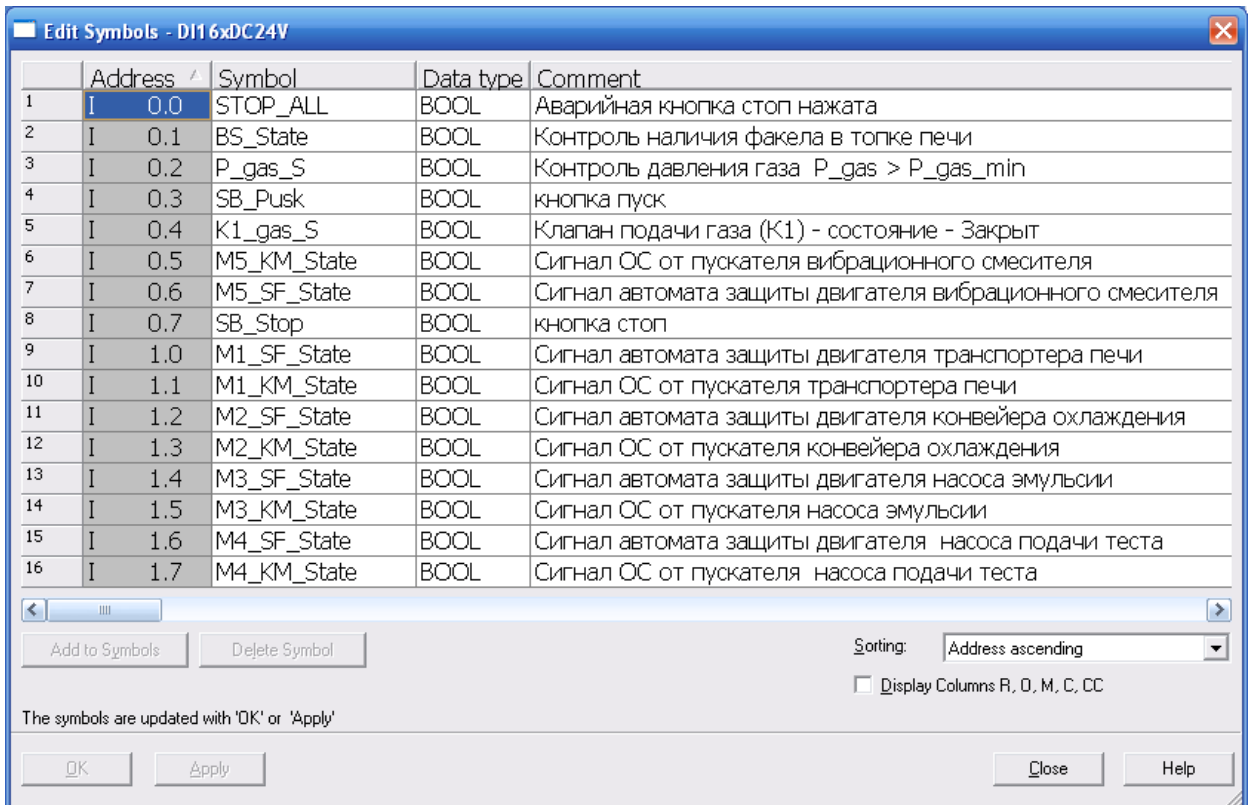 Edit Symbols - DI16xDC24V
Address Symbol Data type Comment
1 I 0.0 STOP_ALL BOOL Аварийная кнопка стоп нажата
2 I 0.1 BS_State BOOL Контроль наличия факела в топке печи
3 I 0.2 P_gas_S BOOL Контроль давления газа P_gas > P_gas_min
4 I 0.3 SB_Pusk BOOL кнопка пуск
5 I 0.4 K1_gas_S BOOL Клапан подачи газа (К1) - состояние - Закрыт
6 I 0.5 M5_KM_State BOOL Сигнал ОС от пускателя вибрационного смесителя
7 I 0.6 M5_SF_State BOOL Сигнал автомата защиты двигателя вибрационного смесителя
8 I 0.7 SB_Stop BOOL кнопка стоп
9 I 1.0 M1_SF_State BOOL Сигнал автомата защиты двигателя транспортера печи
10 I 1.1 M1_KM_State BOOL Сигнал ОС от пускателя транспортера печи
11 I 1.2 M2_SF_State BOOL Сигнал автомата защиты двигателя конвейера охлаждения
12 I 1.3 M2_KM_State BOOL Сигнал ОС от пускателя конвейера охлаждения
13 I 1.4 M3_SF_State BOOL Сигнал автомата защиты двигателя насоса эмульсии
14 I 1.5 M3_KM_State BOOL Сигнал ОС от пускателя насоса эмульсии
15 I 1.6 M4_SF_State BOOL Сигнал автомата защиты двигателя насоса подачи теста
16 I 1.7 M4_KM_State BOOL Сигнал ОС от пускателя насоса подачи теста
Add to Symbols Delete Symbol Sorting: Address ascending
Display Columns R, O, M, C, CC
The symbols are updated with 'OK' or 'Apply'
OK Apply Close Help